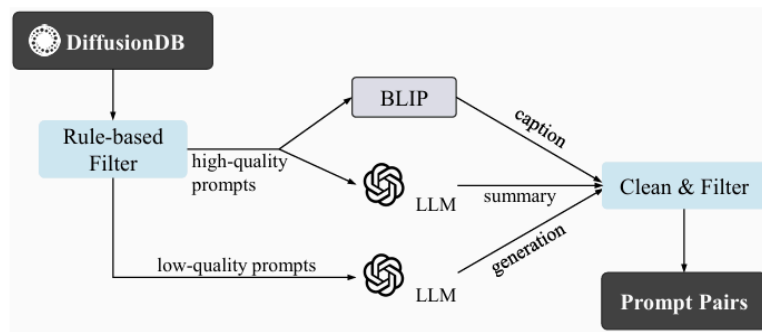 DiffusionDB
BLIP
caption
Rule-based
Filter
high-quality
prompts
LLM
summary
Clean & Filter
generation
low-quality prompts
LLM
Prompt Pairs